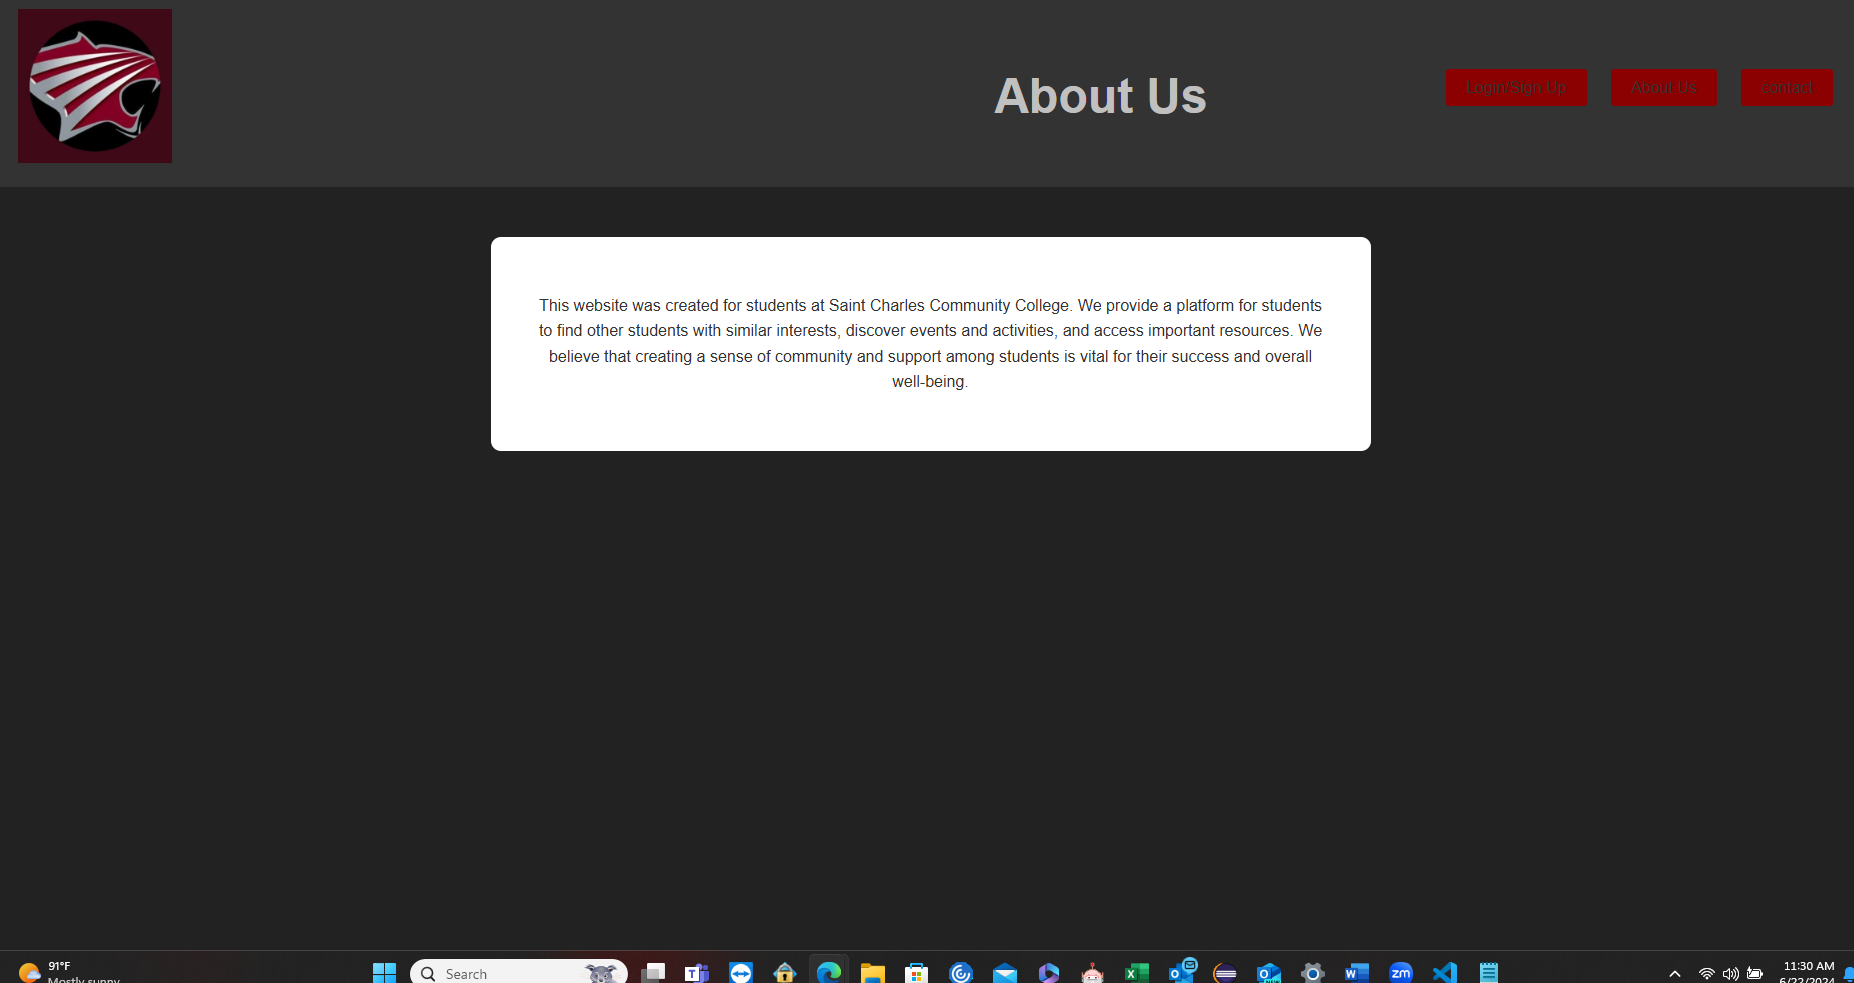 About Us
Login/Sign Up
About Us
contact
This website was created for students at Saint Charles Community College. We provide a platform for students
to find other students with similar interests, discover events and activities, and access important resources. We
believe that creating a sense of community and support among students is vital for their success and overall
well-being.
91°F
Mostly sunny
Search
zm
11:30 AM
6/22/2024